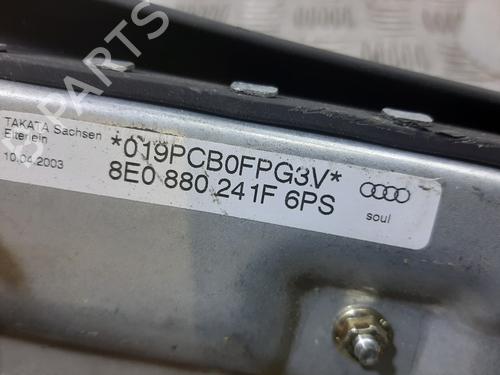 B-PARTS
TAKATA Sachsen
Elterlein
10.04.2003
*019PCB0FPG3V*
8E0 880 241F 6PS
soul